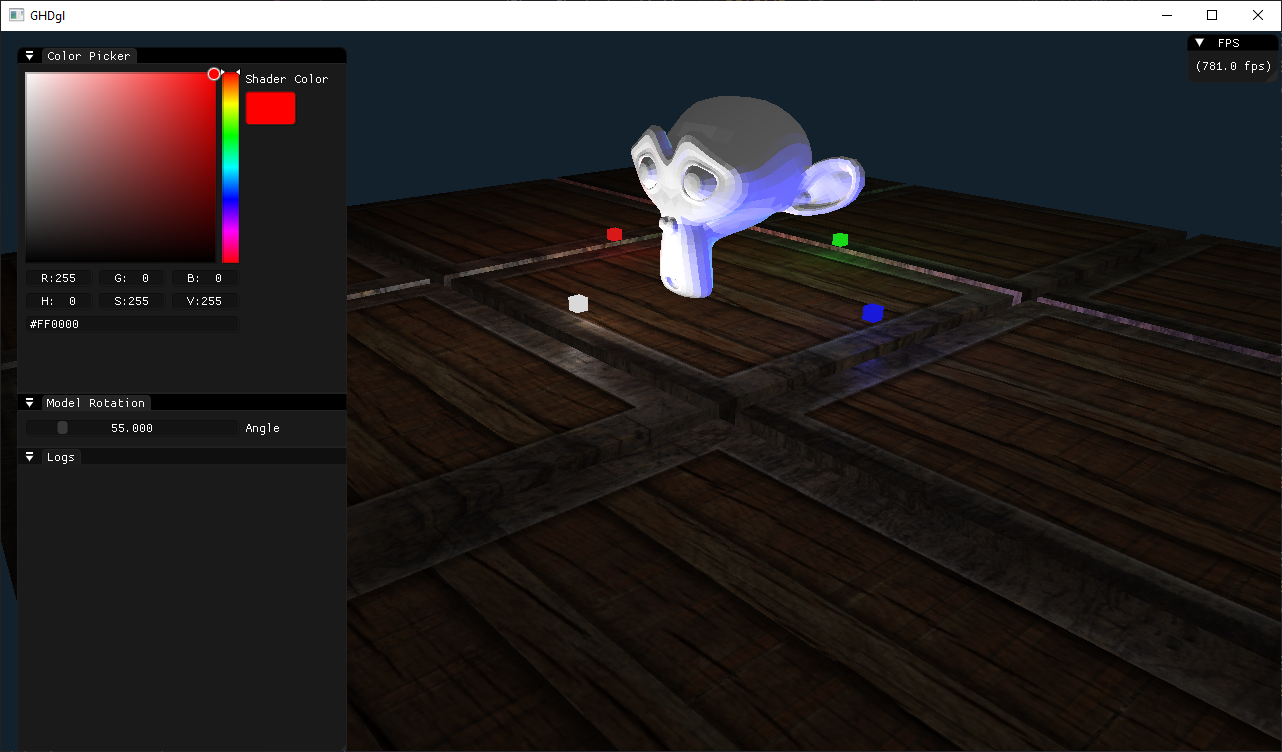 GHDgl
Color Picker
Shader Color
R:255 G: 0 B: 0
H: 0 S:255 V:255
#FF0000
Model Rotation
55.000 Angle
Logs
FPS
(781.0 fps)